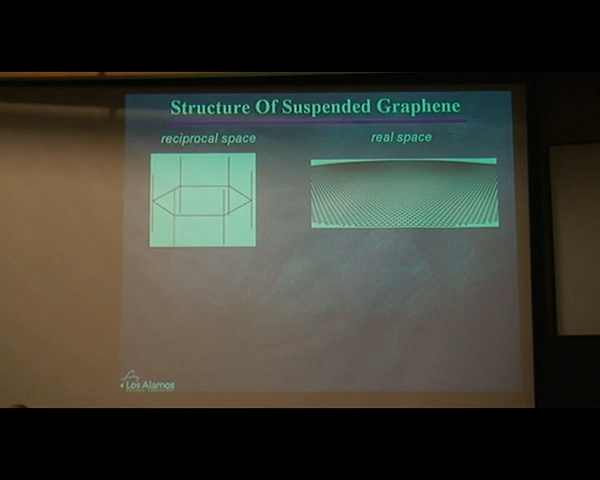 Structure Of Suspended Graphene
reciprocal space
real space
Los Alamos